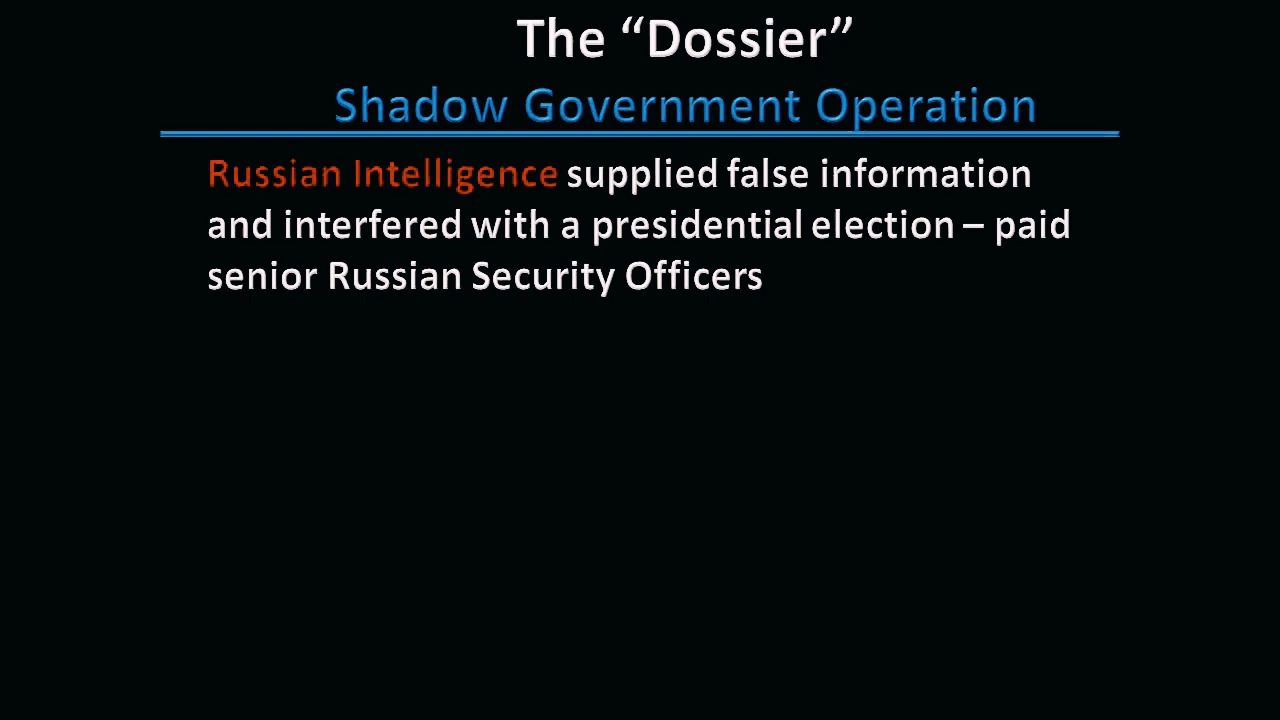 The “Dossier”
Shadow Government Operation
Russian Intelligence supplied false information
and interfered with a presidential election – paid
senior Russian Security Officers